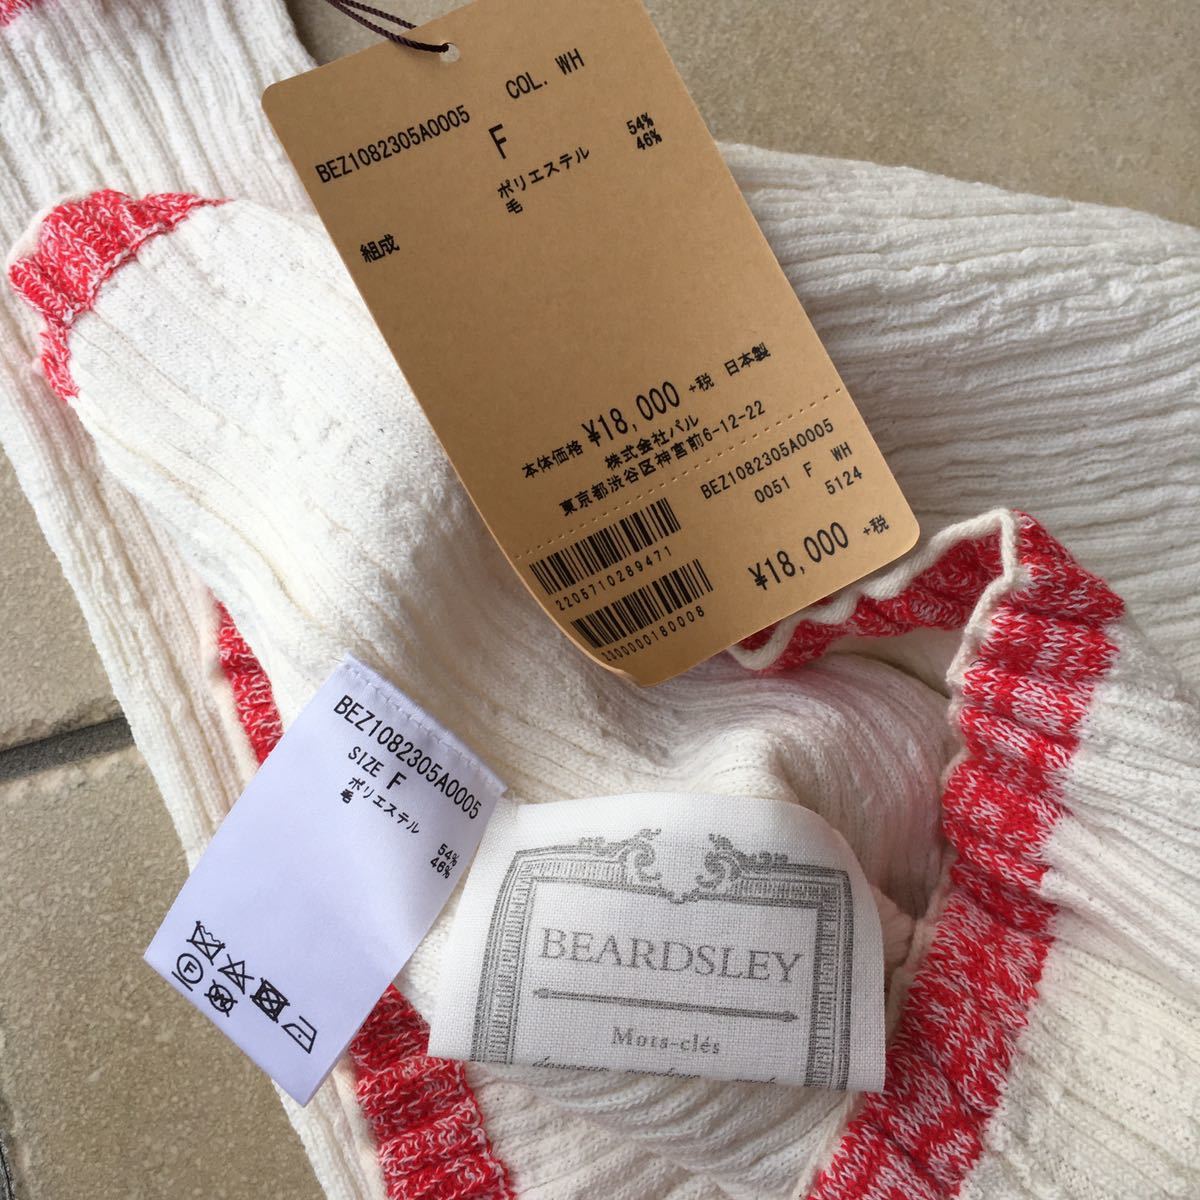 BEZ1082305A0005 COL. WH
F
組成 ポリエステル 54%
毛 46%
本体価格 ¥18,000 +税 日本製
株式会社パル
東京都渋谷区神宮前6-12-22
BEZ1082305A0005
0051 F WH
5124
2205710289471
¥18,000 +税
2300000180008
BEZ1082305A0005
SIZE F
ポリエステル 54%
毛 46%
F
BEARDSLEY
Mots-clés